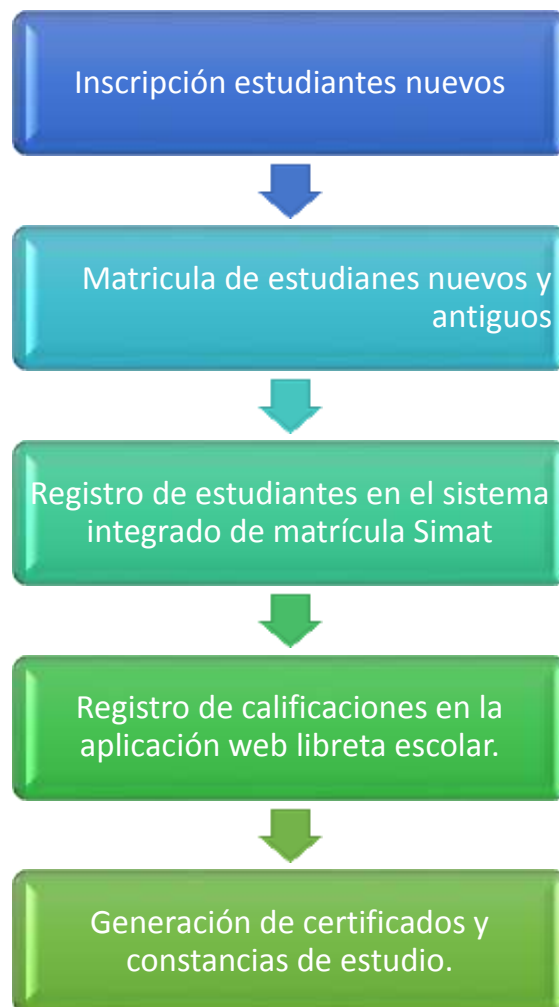 Inscripción estudiantes nuevos
Matricula de estudianes nuevos y
antiguos
Registro de estudiantes en el sistema
integrado de matrícula Simat
Registro de calificaciones en la
aplicación web libreta escolar.
Generación de certificados y
constancias de estudio.